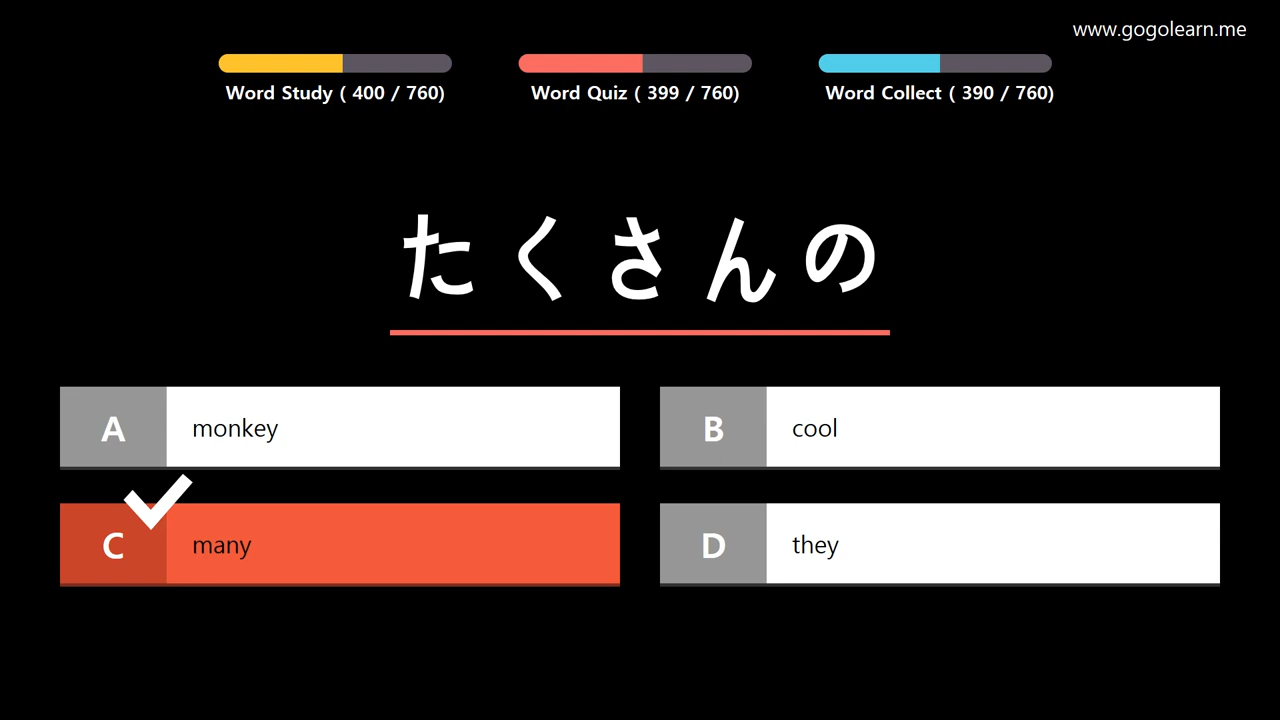 www.gogolearn.me
Word Study ( 400 / 760)
Word Quiz ( 399 / 760)
Word Collect ( 390 / 760)
たくさんの
A monkey
B cool
C many
D they